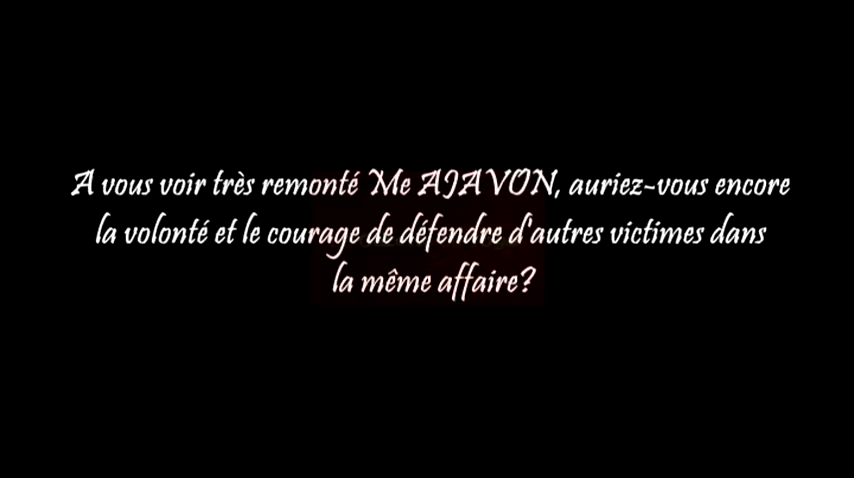 A vous voir très remonté Me AJAVON, auriez-vous encore
la volonté et le courage de défendre d'autres victimes dans
la même affaire?